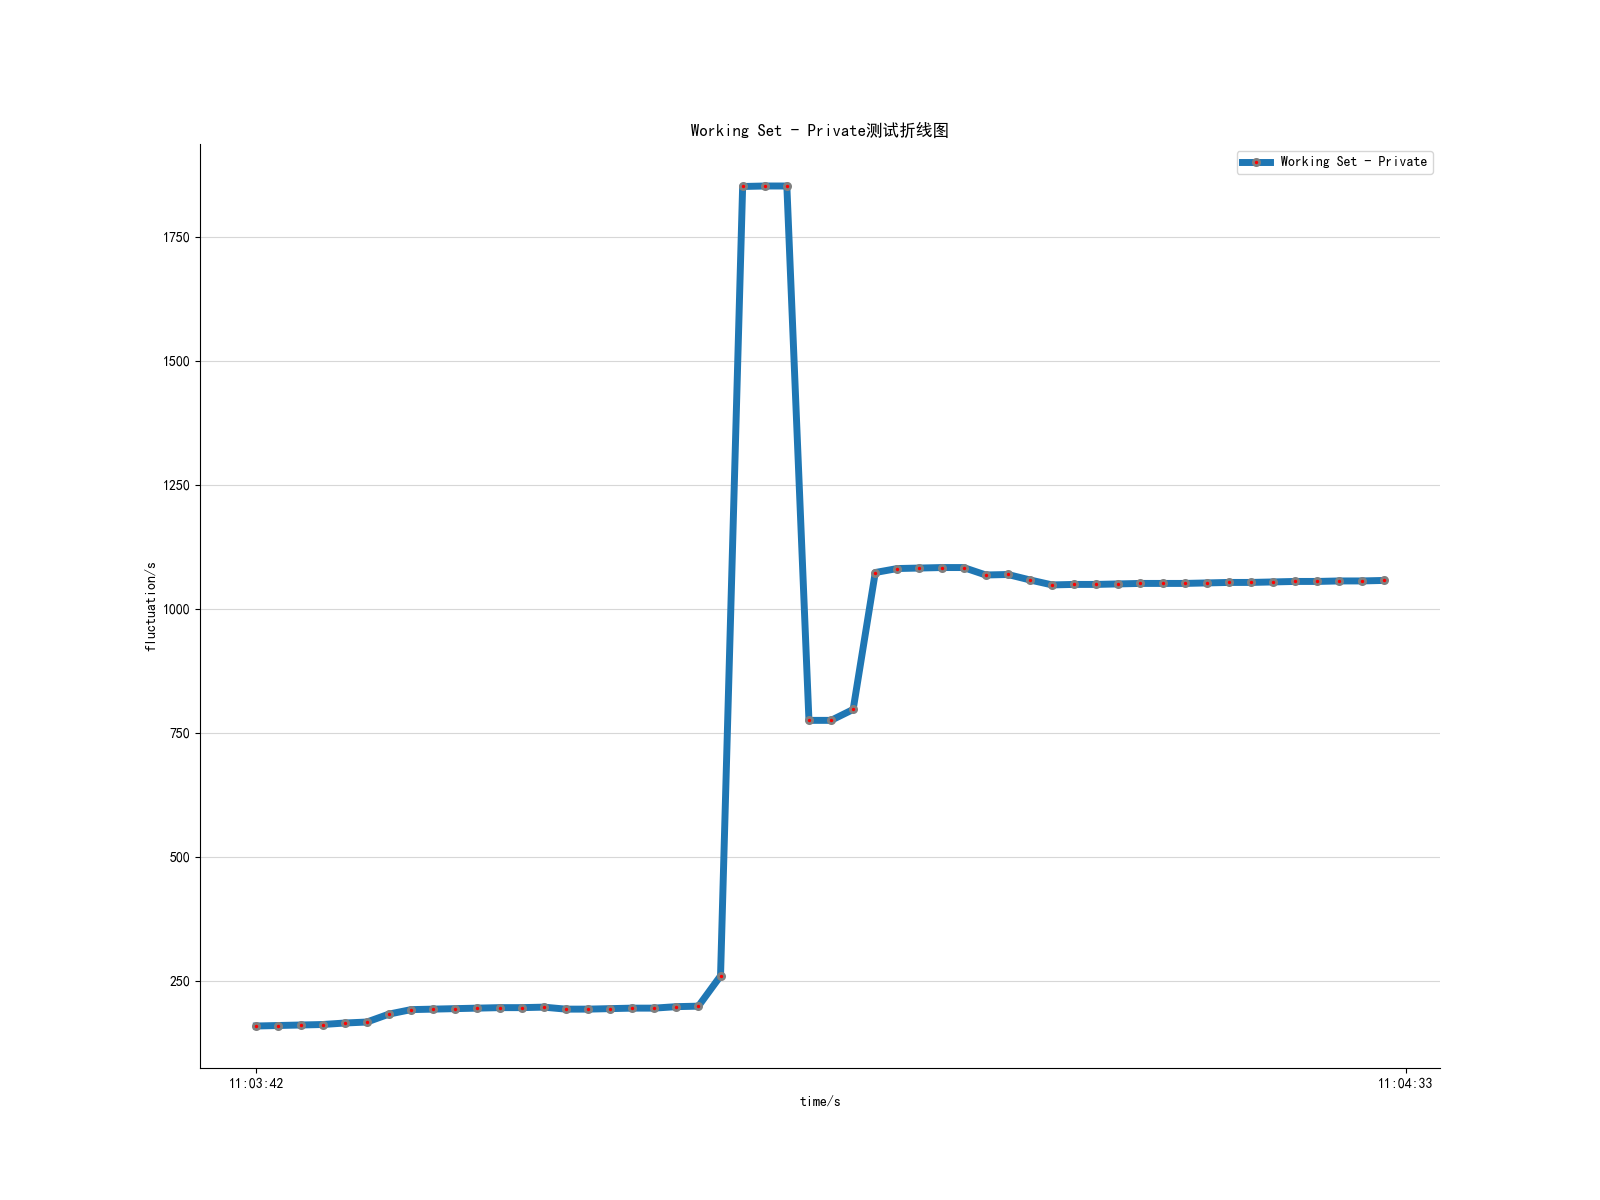 Working Set - Private测试折线图
Working Set - Private
1750
1500
1250
1000
750
500
250
fluctuation/s
11:03:42
11:04:33
time/s